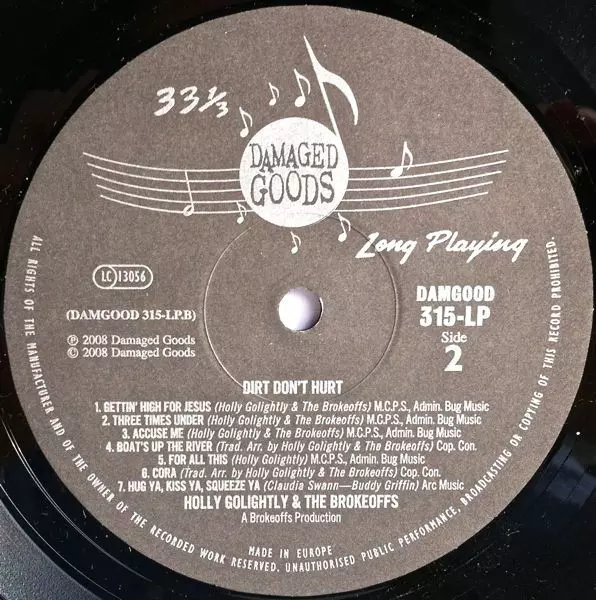 33 1/3
DAMAGED
GOODS
Long Playing
LC 13056
(DAMGOOD 315-LP.B)
℗ 2008 Damaged Goods
© 2008 Damaged Goods
DAMGOOD
315-LP
Side
2
DIRT DON'T HURT
1. GETTIN' HIGH FOR JESUS (Holly Golightly & The Brokeoffs) M.C.P.S., Admin. Bug Music
2. THREE TIMES UNDER (Holly Golightly & The Brokeoffs) M.C.P.S., Admin. Bug Music
3. ACCUSE ME (Holly Golightly & The Brokeoffs) M.C.P.S., Admin. Bug Music
4. BOAT'S UP THE RIVER (Trad. Arr. by Holly Golightly & The Brokeoffs) Cop. Con.
5. FOR ALL THIS (Holly Golightly) M.C.P.S., Admin. Bug Music
6. CORA (Trad. Arr. by Holly Golightly & The Brokeoffs) Cop. Con.
7. HUG YA, KISS YA, SQUEEZE YA (Claudia Swann—Buddy Griffin) Arc Music
HOLLY GOLIGHTLY & THE BROKEOFFS
A Brokeoffs Production
MADE IN EUROPE
ALL RIGHTS OF THE MANUFACTURER AND OF THE OWNER OF THE RECORDED WORK RESERVED. UNAUTHORISED PUBLIC PERFORMANCE, BROADCASTING OR COPYING OF THIS RECORD PROHIBITED.